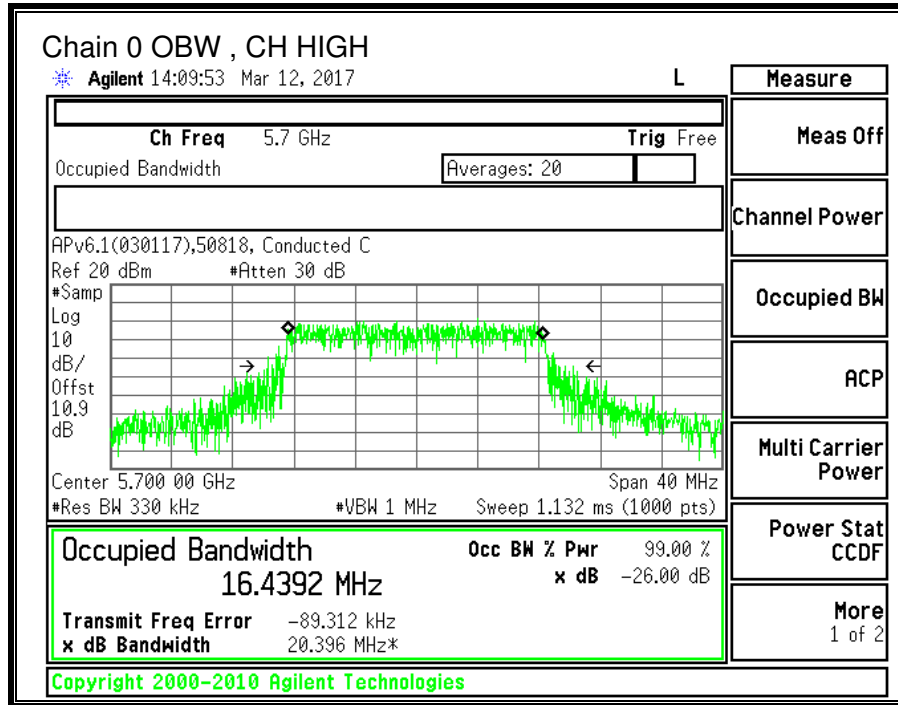 Chain 0 OBW , CH HIGH
Agilent 14:09:53 Mar 12, 2017 L
Ch Freq 5.7 GHz Trig Free
Occupied Bandwidth Averages: 20
APv6.1(030117),50818, Conducted C
Ref 20 dBm #Atten 30 dB
#Samp
Log
10
dB/
Offst
10.9
dB
Center 5.700 00 GHz Span 40 MHz
#Res BW 330 kHz #VBW 1 MHz Sweep 1.132 ms (1000 pts)
Occupied Bandwidth Occ BW % Pwr 99.00 %
16.4392 MHz x dB -26.00 dB
Transmit Freq Error -89.312 kHz
x dB Bandwidth 20.396 MHz*
Copyright 2000-2010 Agilent Technologies
Measure
Meas Off
Channel Power
Occupied BW
ACP
Multi Carrier
Power
Power Stat
CCDF
More
1 of 2